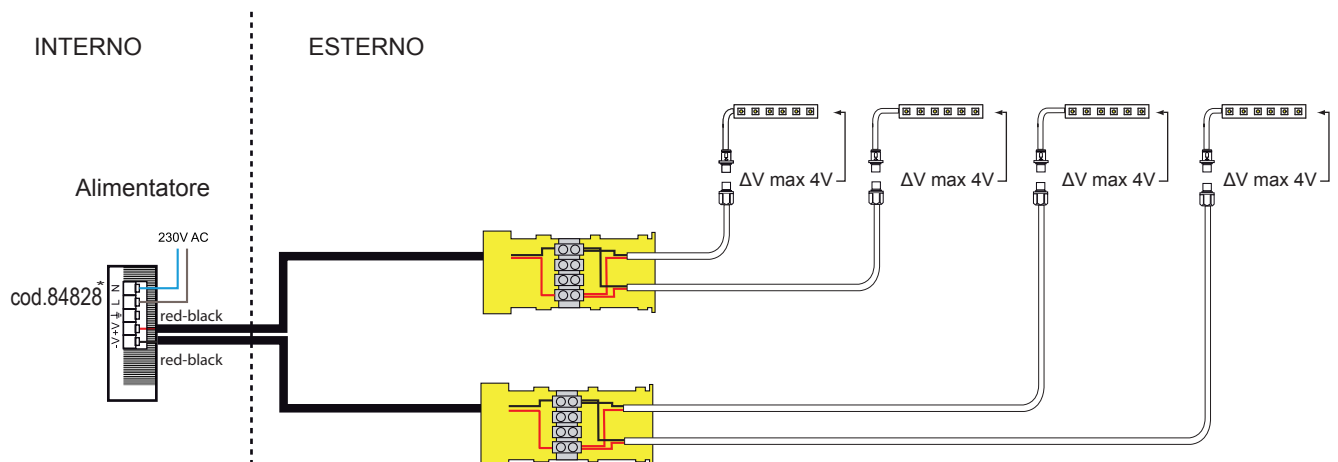 INTERNO
ESTERNO
ΔV max 4V
ΔV max 4V
ΔV max 4V
ΔV max 4V
Alimentatore
230V AC
cod.84828*
N
L
+V
-V
red-black
red-black